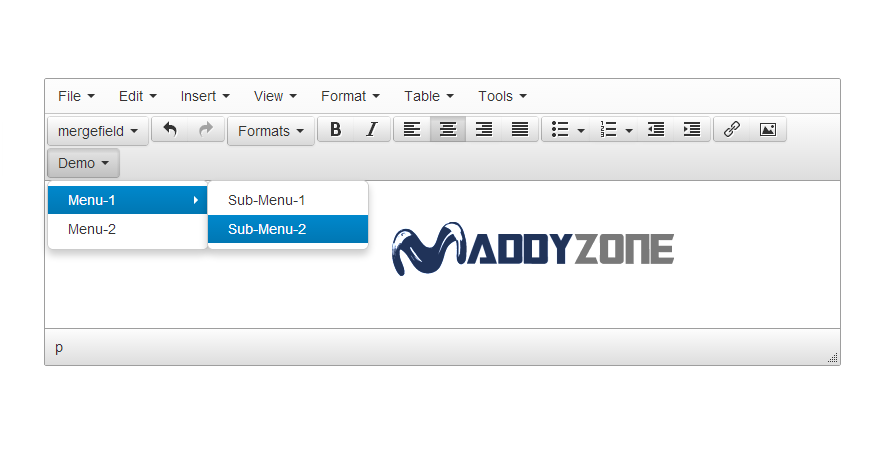 File Edit Insert View Format Table Tools
mergefield Formats B I
Demo
Menu-1 Sub-Menu-1
Menu-2 Sub-Menu-2
MADDYZONE
p